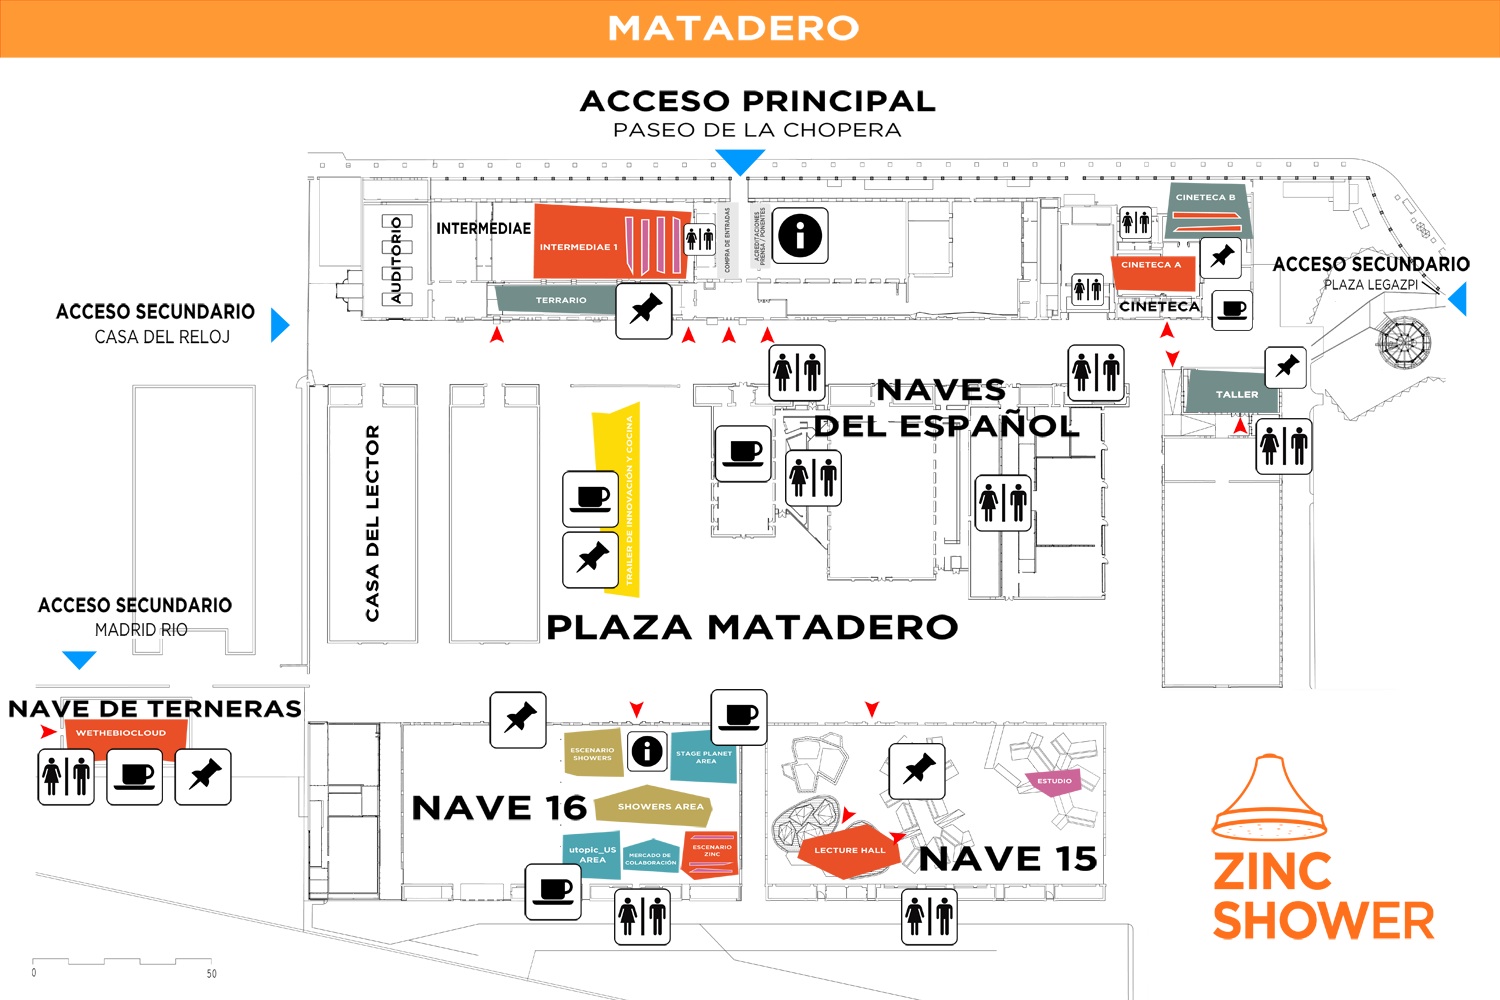 MATADERO
ACCESO PRINCIPAL
PASEO DE LA CHOPERA
AUDITORIO
INTERMEDIAE
INTERMEDIAE 1
TERRARIO
COMPRA DE ENTRADAS
ACREDITACIONES
PRENSA / PONENTES
CINETECA B
CINETECA A
CINETECA
ACCESO SECUNDARIO
PLAZA LEGAZPI
ACCESO SECUNDARIO
CASA DEL RELOJ
TALLER
NAVES
DEL ESPAÑOL
CASA DEL LECTOR
TRAILER DE INNOVACIÓN Y COCINA
PLAZA MATADERO
ACCESO SECUNDARIO
MADRID RIO
NAVE DE TERNERAS
WETHEBIOCLOUD
ESCENARIO
SHOWERS
STAGE PLANET
AREA
NAVE 16
SHOWERS AREA
utopic_US
AREA
MERCADO DE
COLABORACIÓN
ESCENARIO
ZINC
ESTUDIO
LECTURE HALL
NAVE 15
ZINC
SHOWER
0
50